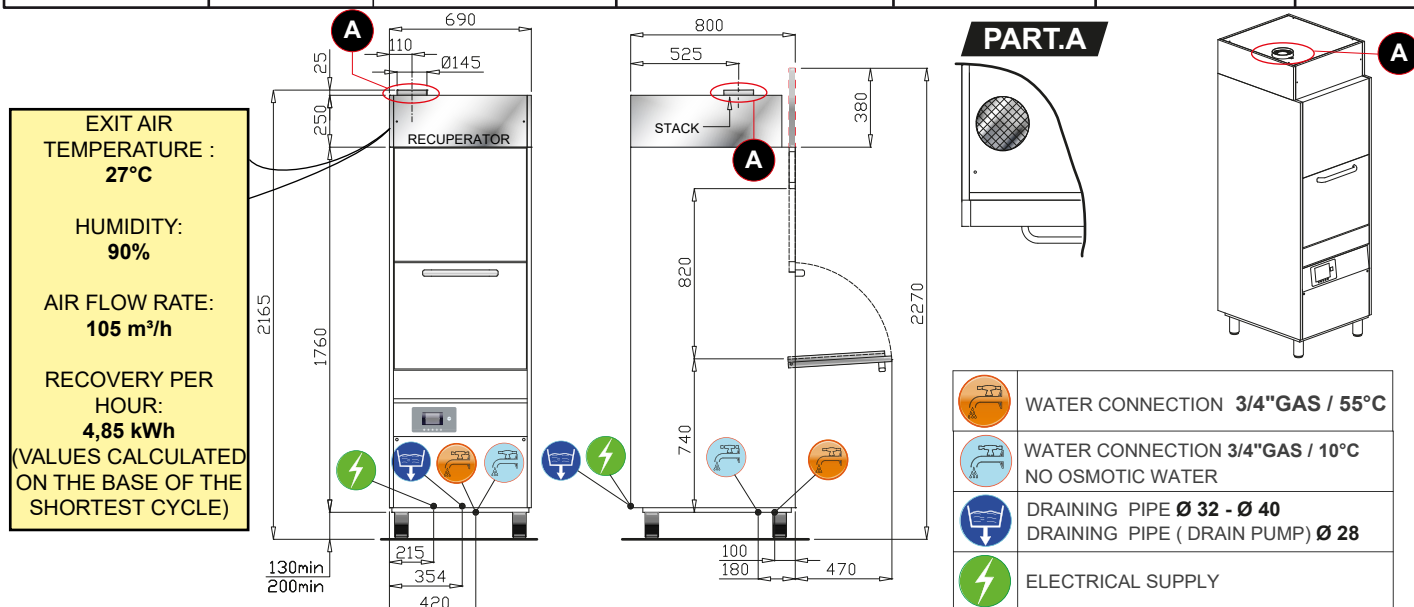 EXIT AIR
TEMPERATURE :
27°C
HUMIDITY:
90%
AIR FLOW RATE:
105 m³/h
RECOVERY PER
HOUR:
4,85 kWh
(VALUES CALCULATED
ON THE BASE OF THE
SHORTEST CYCLE)
A
690
110
Ø145
25
250
RECUPERATOR
2165
1760
130min
200min
215
354
420
800
525
STACK
A
380
820
740
2270
100
180
470
PART.A
A
WATER CONNECTION 3/4"GAS / 55°C
WATER CONNECTION 3/4"GAS / 10°C
NO OSMOTIC WATER
DRAINING PIPE Ø 32 - Ø 40
DRAINING PIPE ( DRAIN PUMP) Ø 28
ELECTRICAL SUPPLY